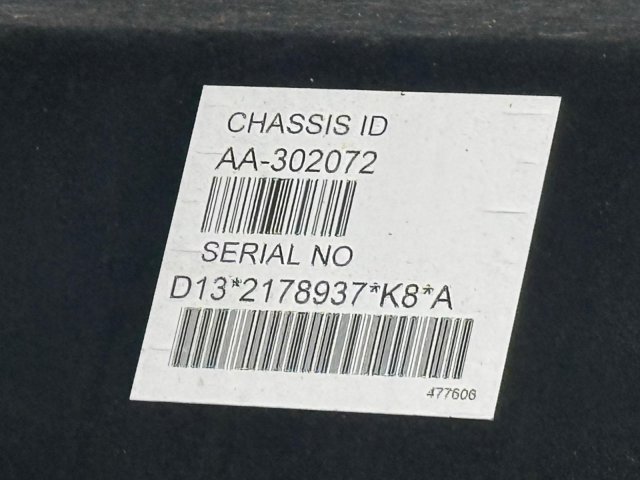 CHASSIS ID
AA-302072
SERIAL NO
D13*2178937*K8*A
477606